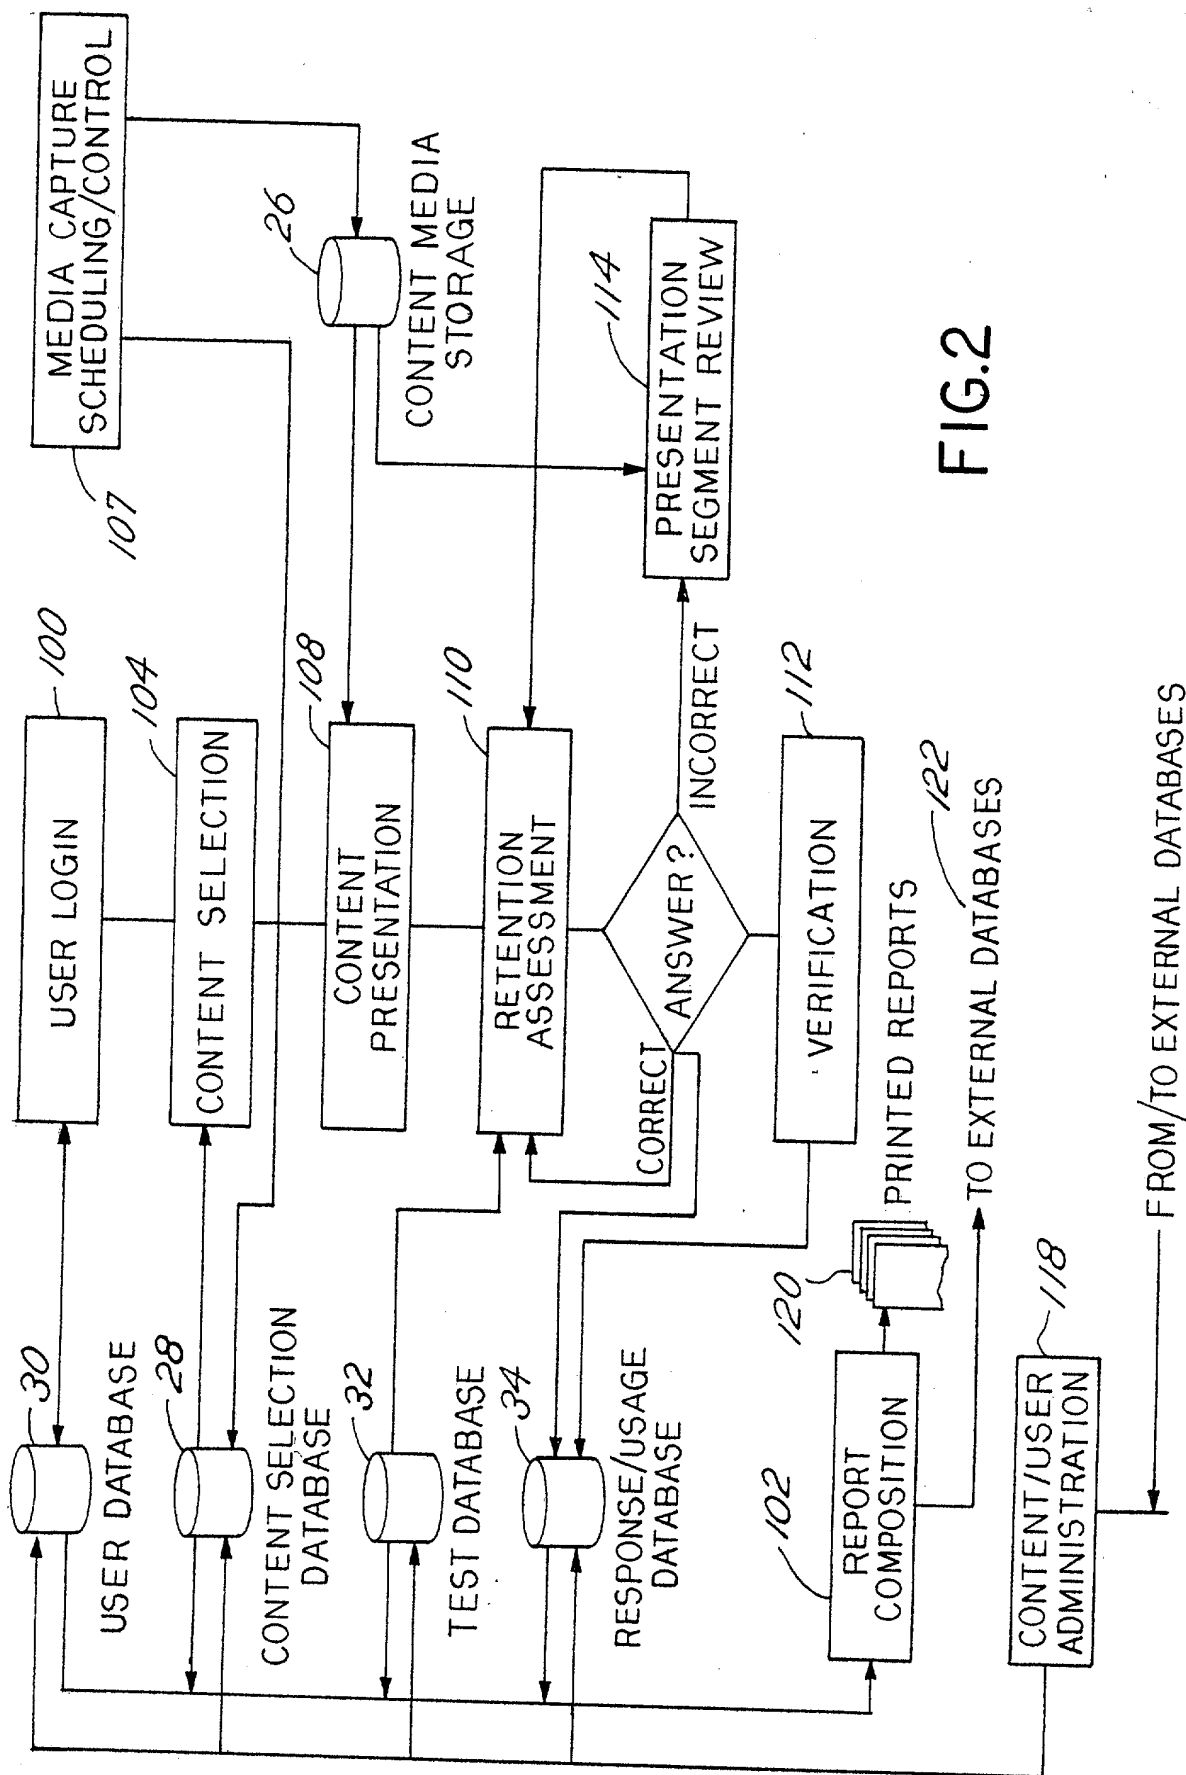 MEDIA CAPTURE
SCHEDULING/CONTROL
107
26
CONTENT MEDIA
STORAGE
USER LOGIN
100
CONTENT SELECTION
104
CONTENT
PRESENTATION
108
RETENTION
ASSESSMENT
110
ANSWER?
CORRECT
INCORRECT
PRESENTATION
SEGMENT REVIEW
114
VERIFICATION
112
30
USER DATABASE
28
CONTENT SELECTION
DATABASE
32
TEST DATABASE
34
RESPONSE/USAGE
DATABASE
REPORT
COMPOSITION
102
120
PRINTED REPORTS
TO EXTERNAL DATABASES
122
CONTENT/USER
ADMINISTRATION
118
FROM/TO EXTERNAL DATABASES
FIG.2